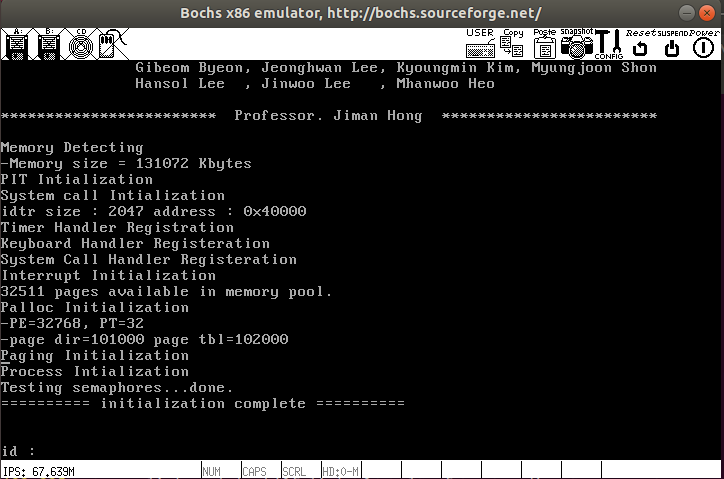 Bochs x86 emulator, http://bochs.sourceforge.net/
A: B: CD USER Copy Paste snapshot CONFIG Reset SUSPEND Power
Gibeom Byeon, Jeonghwan Lee, Kyoungmin Kim, Myungjoon Shon
Hansol Lee  , Jinwoo Lee   , Mhanwoo Heo
************************  Professor. Jiman Hong  ************************
Memory Detecting
-Memory size = 131072 Kbytes
PIT Intialization
System call Intialization
idtr size : 2047 address : 0x40000
Timer Handler Registration
Keyboard Handler Registeration
System Call Handler Registeration
Interrupt Initialization
32511 pages available in memory pool.
Palloc Initialization
-PE=32768, PT=32
-page dir=101000 page tbl=102000
Paging Initialization
Process Intialization
Testing semaphores...done.
========== initialization complete ==========
id :
IPS: 67.639M NUM CAPS SCRL HD:0-M